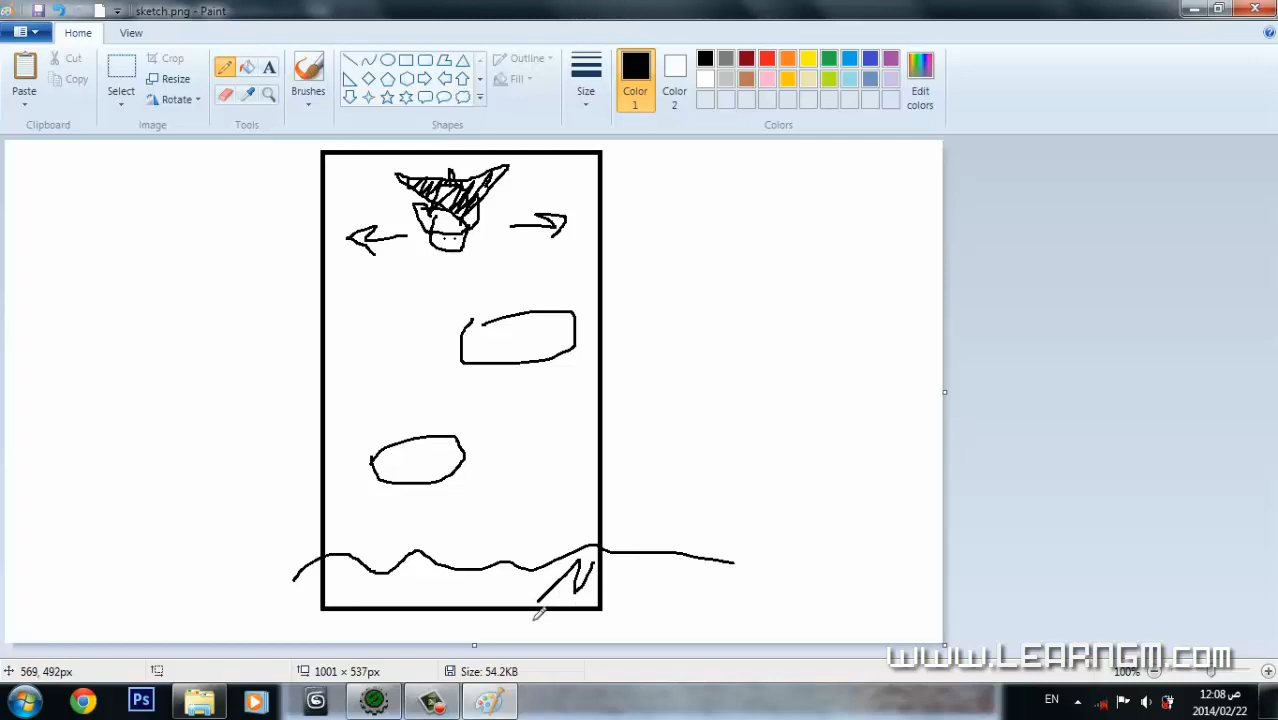 sketch.png - Paint
Home
View
Paste
Cut
Copy
Clipboard
Select
Crop
Resize
Rotate
Image
A
Tools
Brushes
Outline
Fill
Shapes
Size
Color 1
Color 2
Edit colors
Colors
www.LEARNGM.com
569, 492px
1001 × 537px
Size: 54.2KB
100%
Ps
EN
12:08 ص
2014/02/22